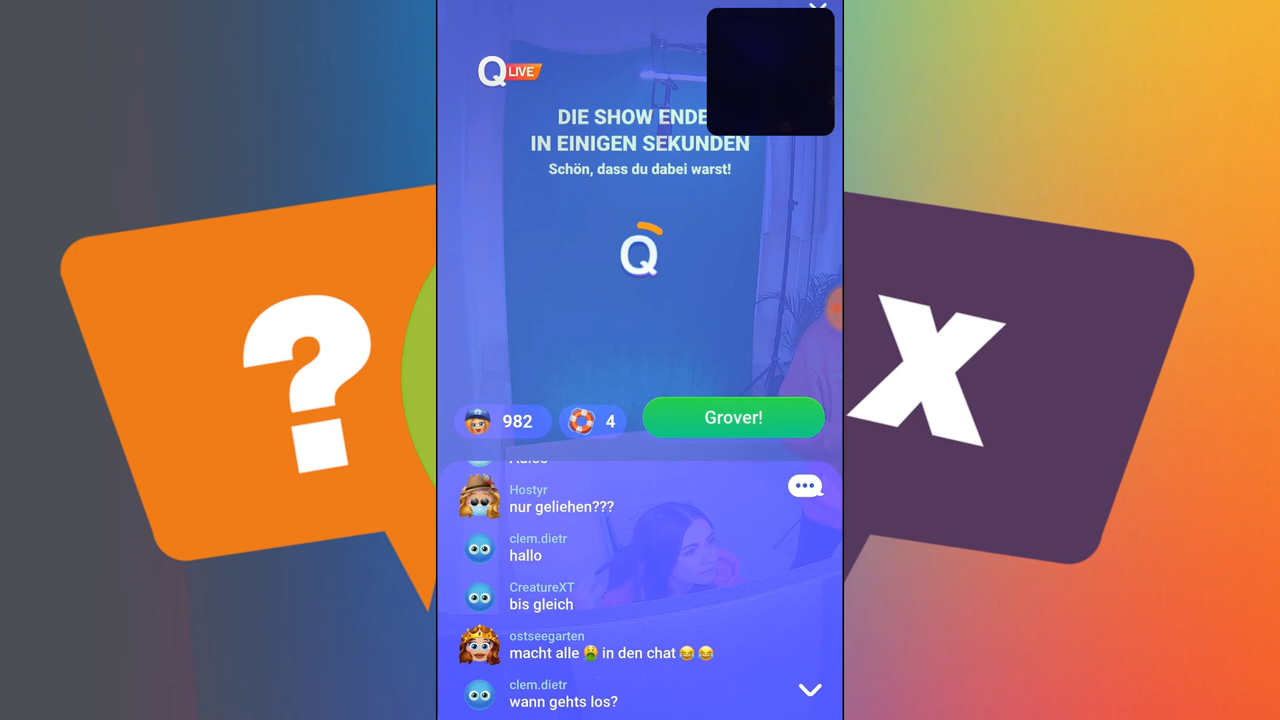 Q LIVE
DIE SHOW ENDE
IN EINIGEN SEKUNDEN
Schön, dass du dabei warst!
Q
?
X
982
4
Grover!
Hostyr
nur geliehen???
clem.dietr
hallo
CreatureXT
bis gleich
ostseegarten
macht alle 🤮 in den chat 😂 😂
clem.dietr
wann gehts los?